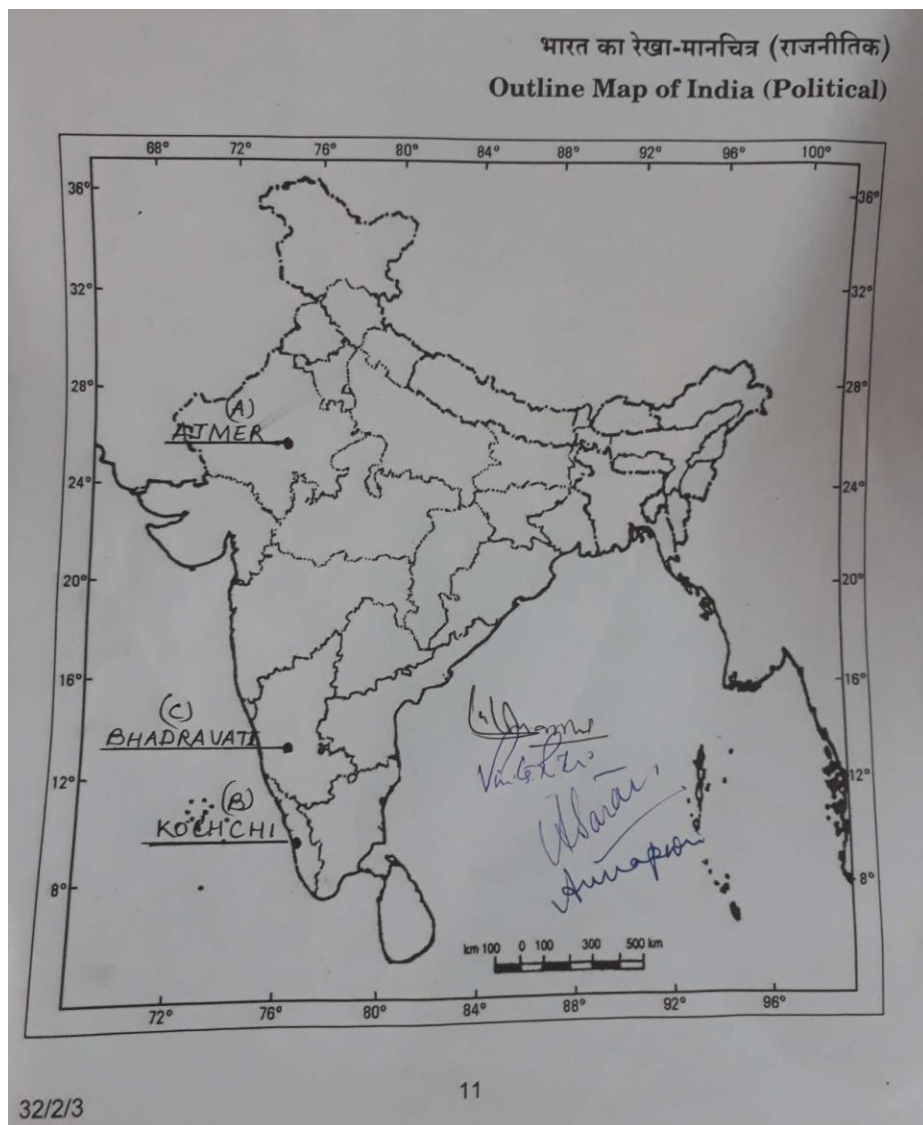 भारत का रेखा-मानचित्र (राजनीतिक)
Outline Map of India (Political)
68° 72° 76° 80° 84° 88° 92° 96° 100°
36° 36°
32° 32°
28° 28°
(A)
AJMER
24° 24°
20° 20°
16° 16°
(C)
BHADRAVATI
12° 12°
(B)
KOCHCHI
8° 8°
km 100 0 100 300 500 km
72° 76° 80° 84° 88° 92° 96°
11
32/2/3